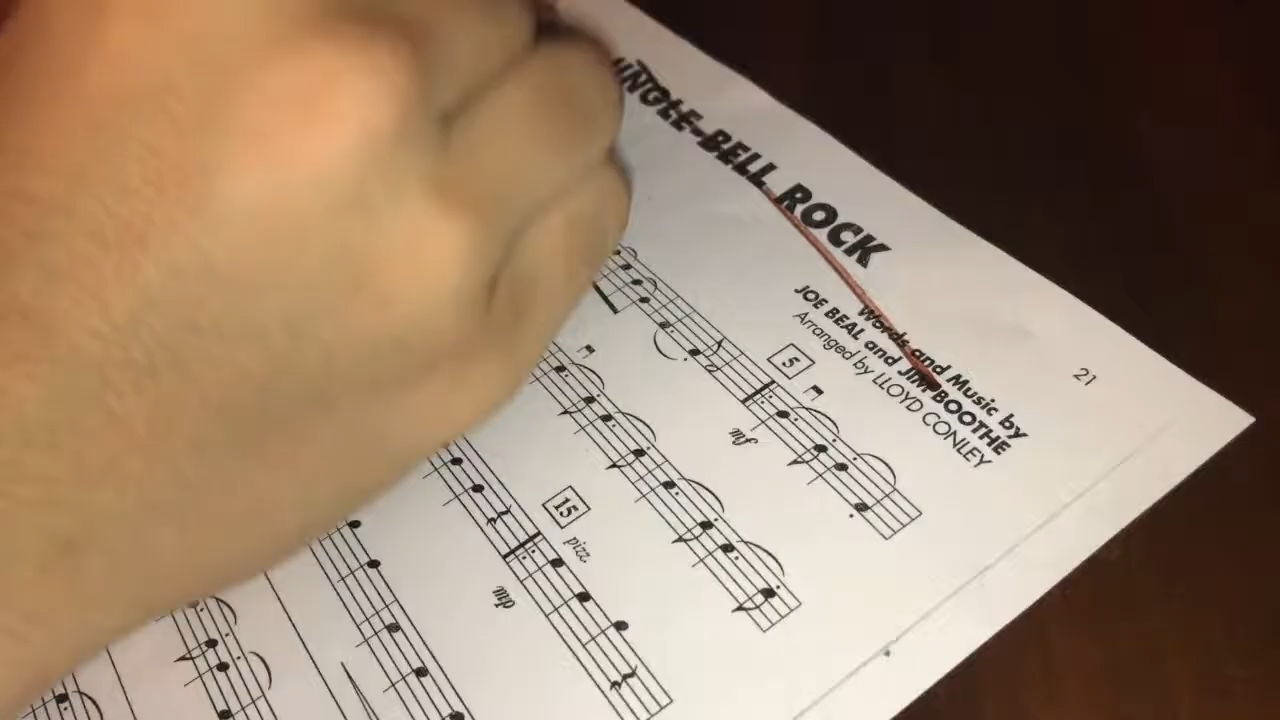 JINGLE-BELL ROCK
21
Words and Music by
JOE BEAL and JIM BOOTHE
Arranged by LLOYD CONLEY
5
mf
15
pizz
mp